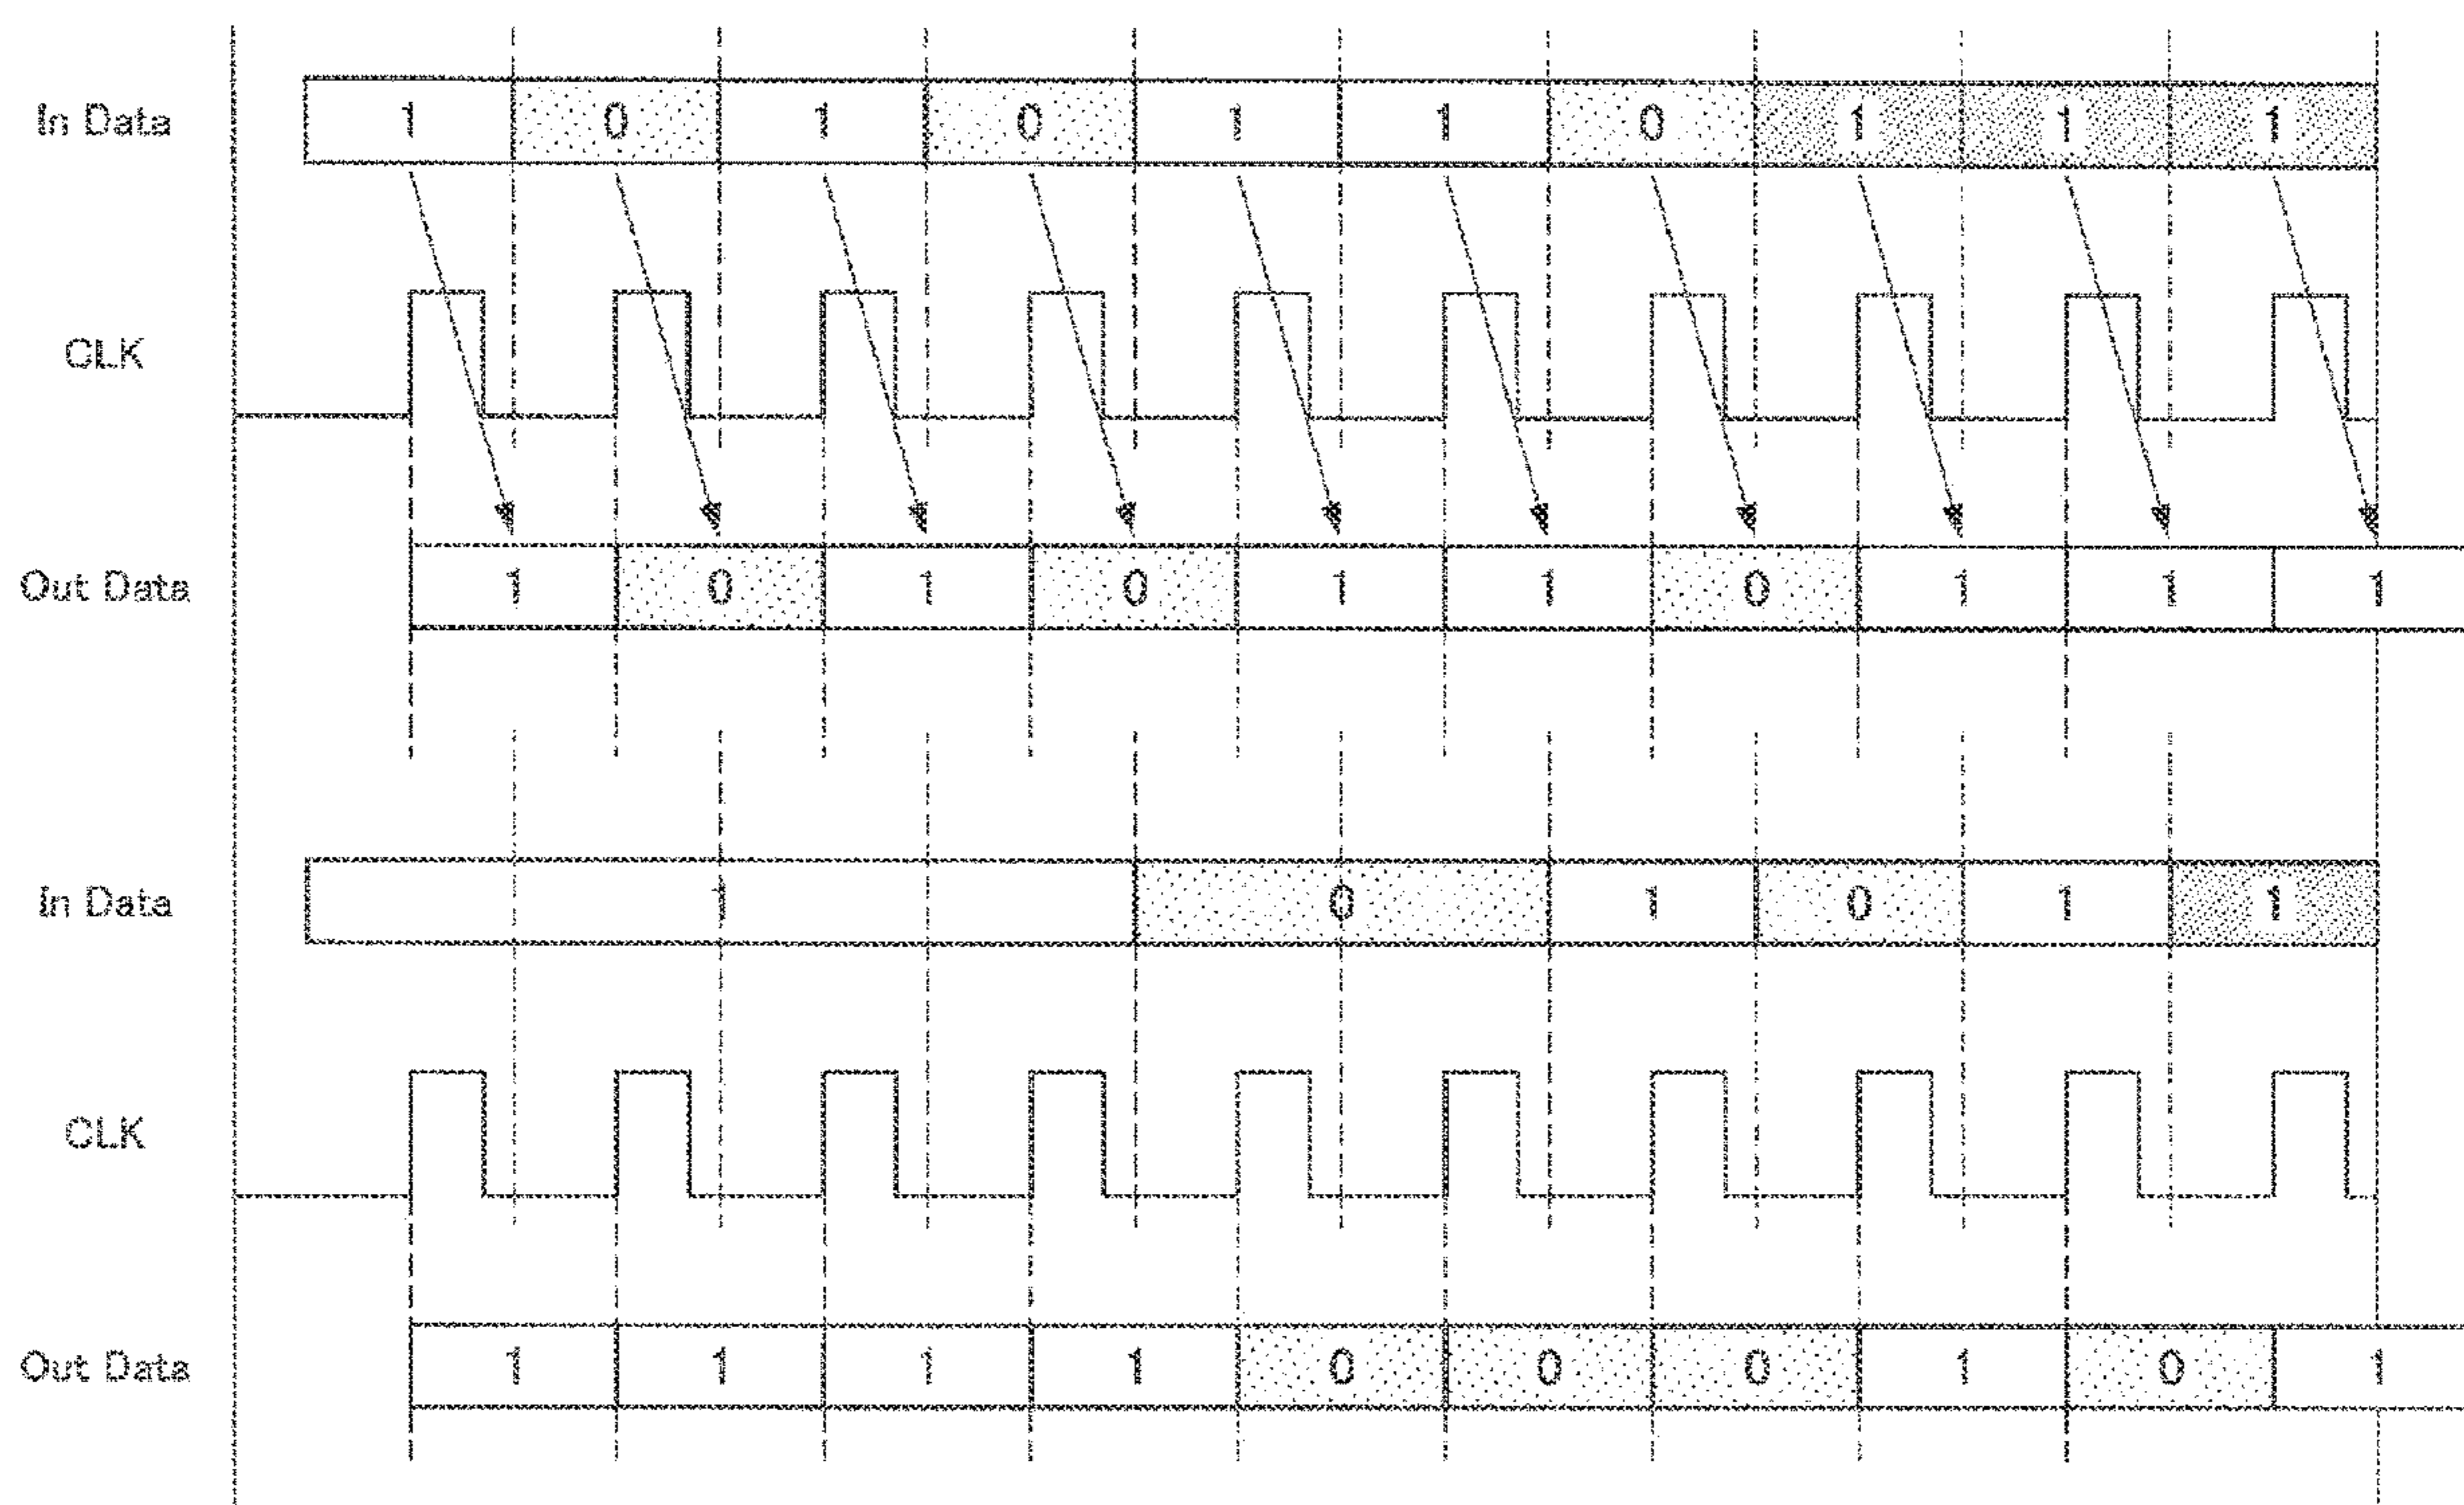 In Data 1 0 1 0 1 1 0 1 1 1
CLK
Out Data 1 0 1 0 1 1 0 1 1 1
In Data 1 0 1 0 1 1
CLK
Out Data 1 1 1 1 0 0 0 1 0 1